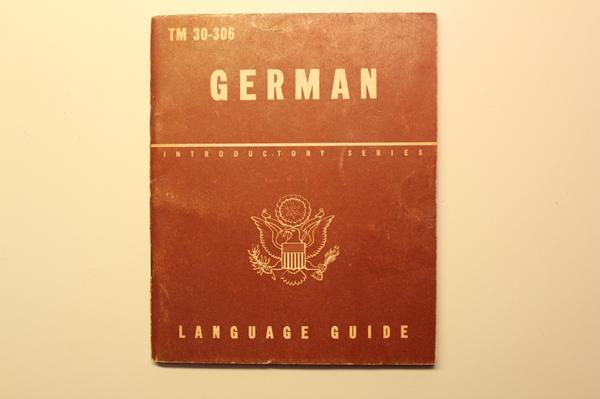 TM 30-306
GERMAN
INTRODUCTORY SERIES
LANGUAGE GUIDE